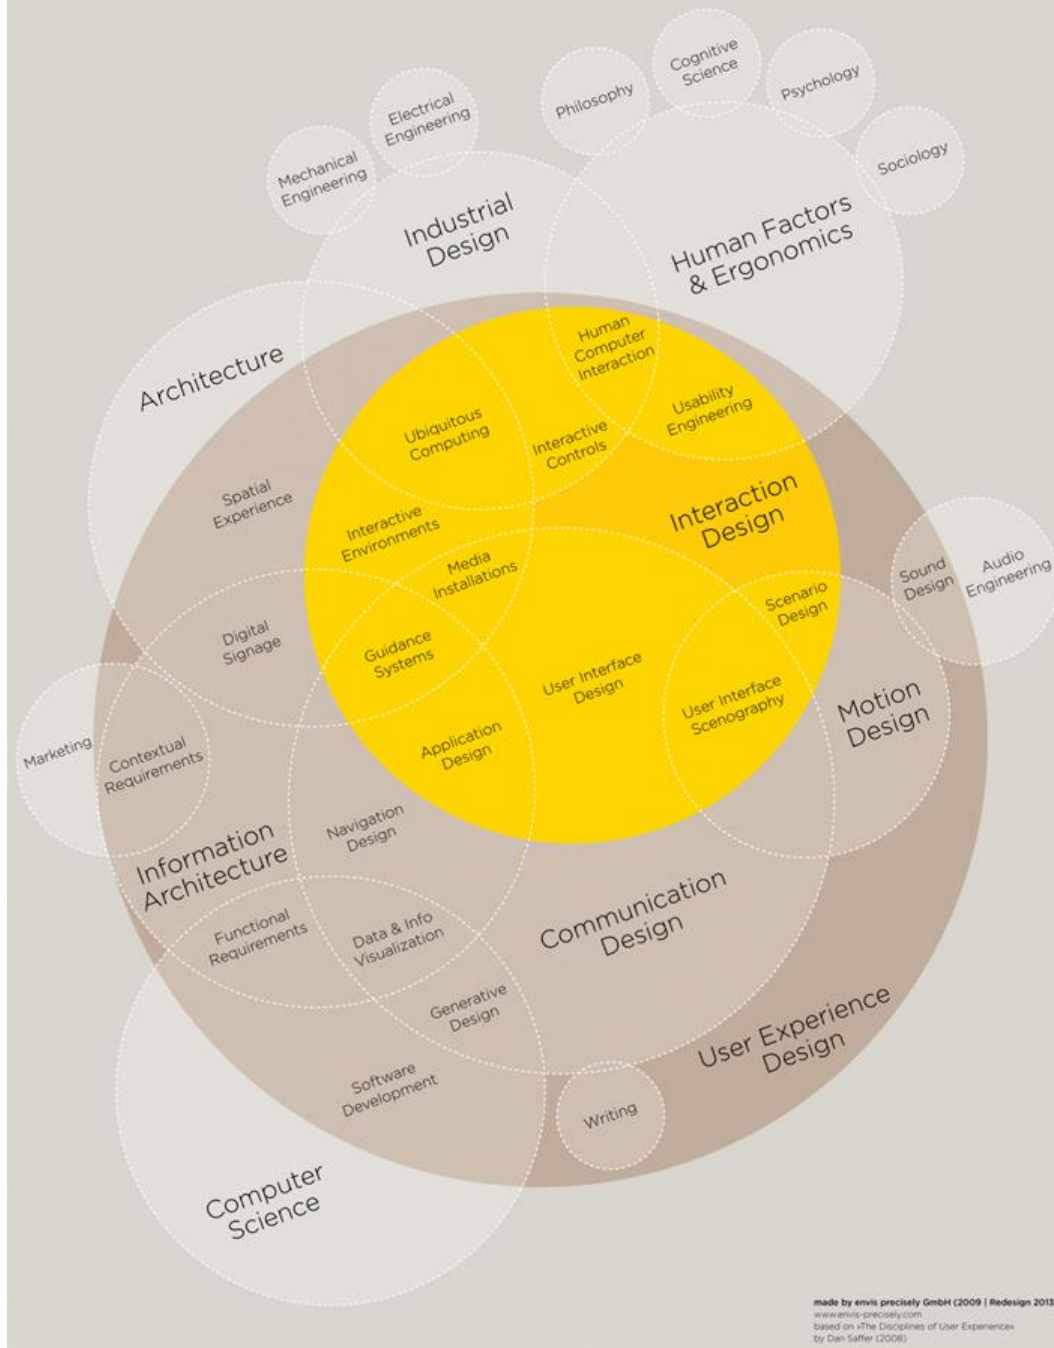 Cognitive
Science
Philosophy
Psychology
Electrical
Engineering
Mechanical
Engineering
Sociology
Industrial
Design
Human Factors
& Ergonomics
Architecture
Human
Computer
Interaction
Usability
Engineering
Ubiquitous
Computing
Interactive
Controls
Spatial
Experience
Interactive
Environments
Interaction
Design
Media
Installations
Sound
Design
Audio
Engineering
Scenario
Design
Digital
Signage
Guidance
Systems
User Interface
Design
User Interface
Scenography
Motion
Design
Marketing
Contextual
Requirements
Application
Design
Navigation
Design
Information
Architecture
Communication
Design
Functional
Requirements
Data & Info
Visualization
Generative
Design
User Experience
Design
Software
Development
Writing
Computer
Science
made by envis precisely GmbH (2009 | Redesign 2013
www.envis-precisely.com
based on »The Disciplines of User Experience«
by Dan Saffer (2008)